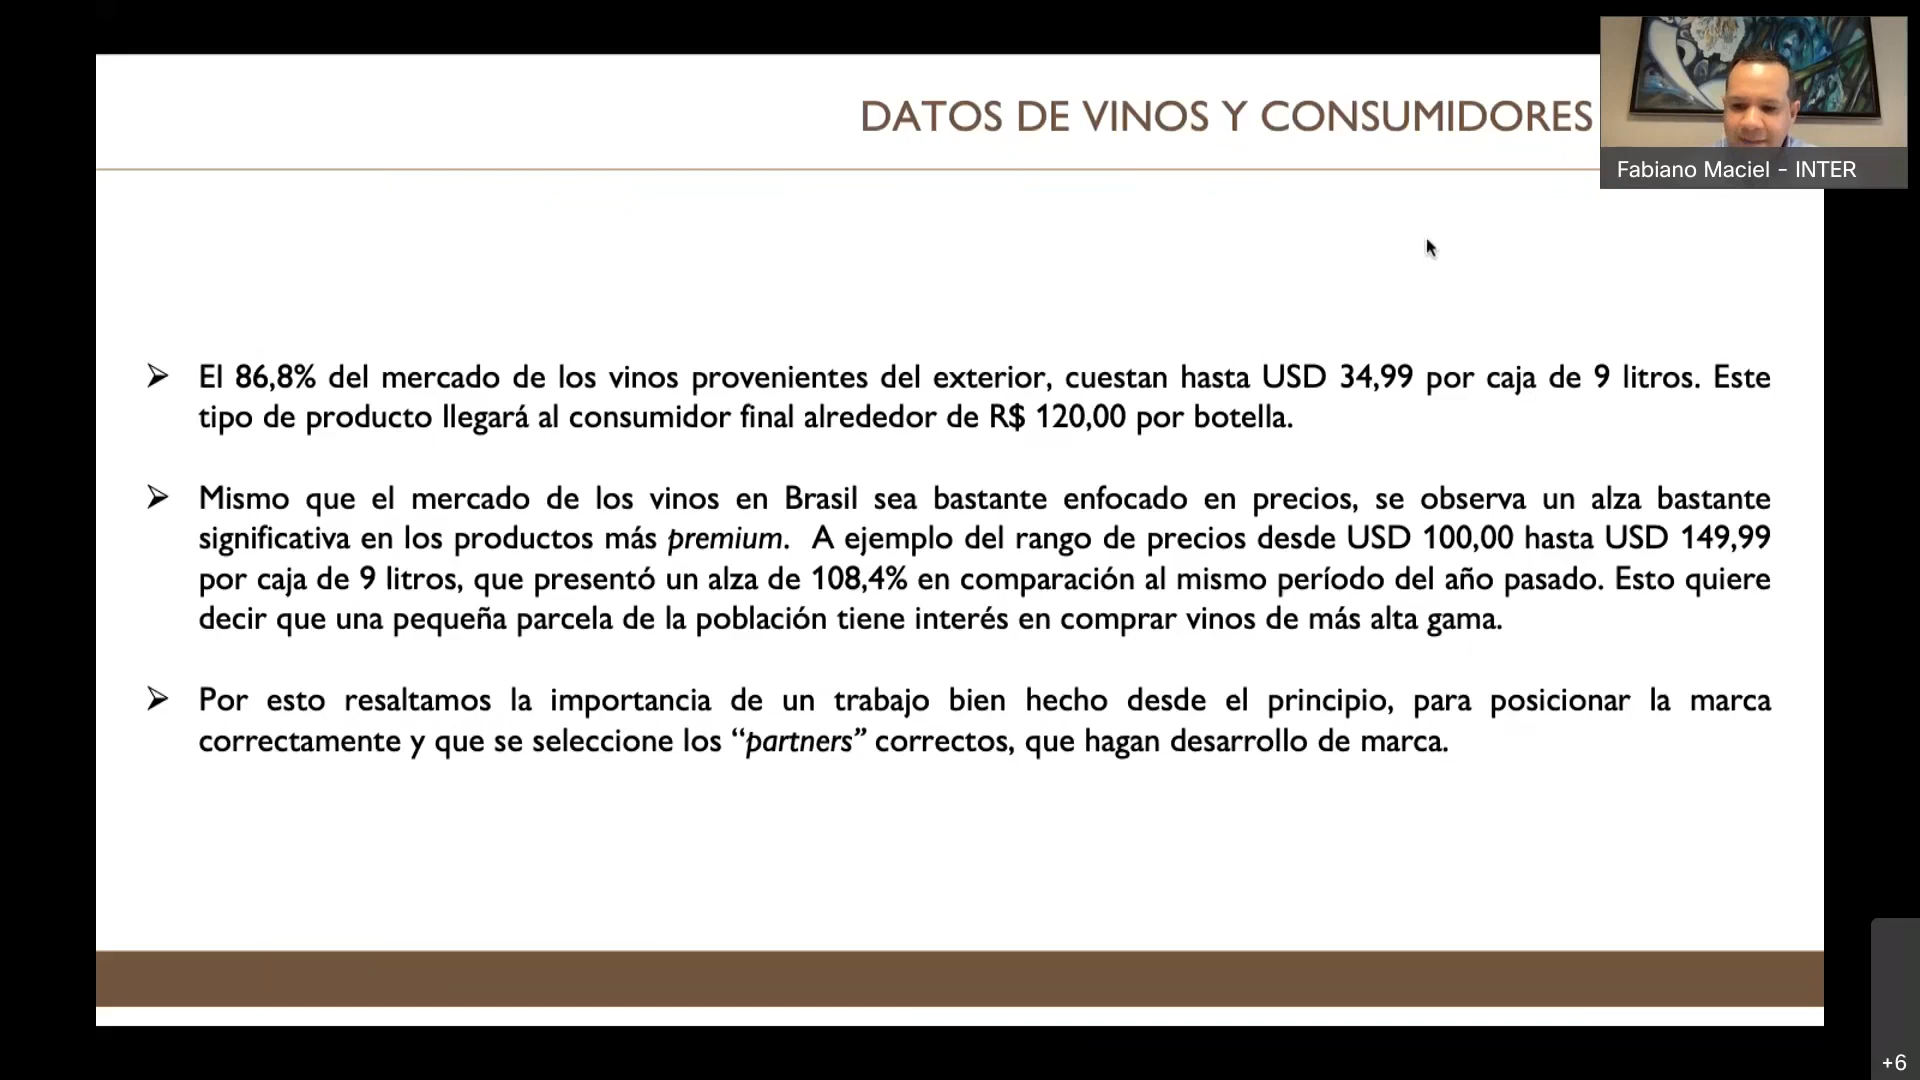 DATOS DE VINOS Y CONSUMIDORES
Fabiano Maciel - INTER
El 86,8% del mercado de los vinos provenientes del exterior, cuestan hasta USD 34,99 por caja de 9 litros. Este
tipo de producto llegará al consumidor final alrededor de R$ 120,00 por botella.
Mismo que el mercado de los vinos en Brasil sea bastante enfocado en precios, se observa un alza bastante
significativa en los productos más premium. A ejemplo del rango de precios desde USD 100,00 hasta USD 149,99
por caja de 9 litros, que presentó un alza de 108,4% en comparación al mismo período del año pasado. Esto quiere
decir que una pequeña parcela de la población tiene interés en comprar vinos de más alta gama.
Por esto resaltamos la importancia de un trabajo bien hecho desde el principio, para posicionar la marca
correctamente y que se seleccione los “partners” correctos, que hagan desarrollo de marca.
+6